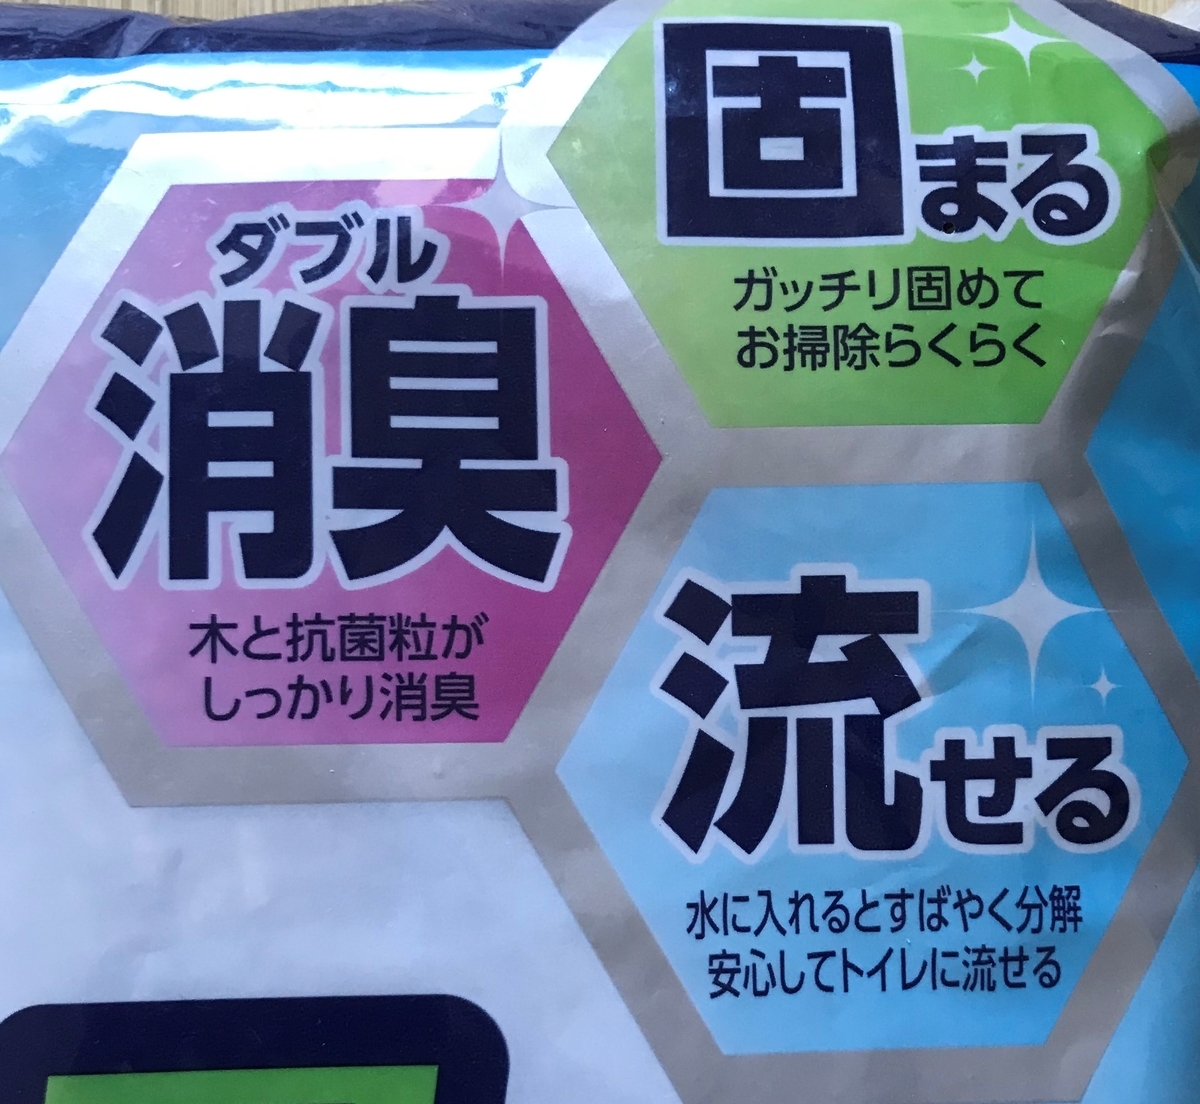 固まる
ガッチリ固めて
お掃除らくらく
ダブル
消臭
木と抗菌粒が
しっかり消臭
流せる
水に入れるとすばやく分解
安心してトイレに流せる